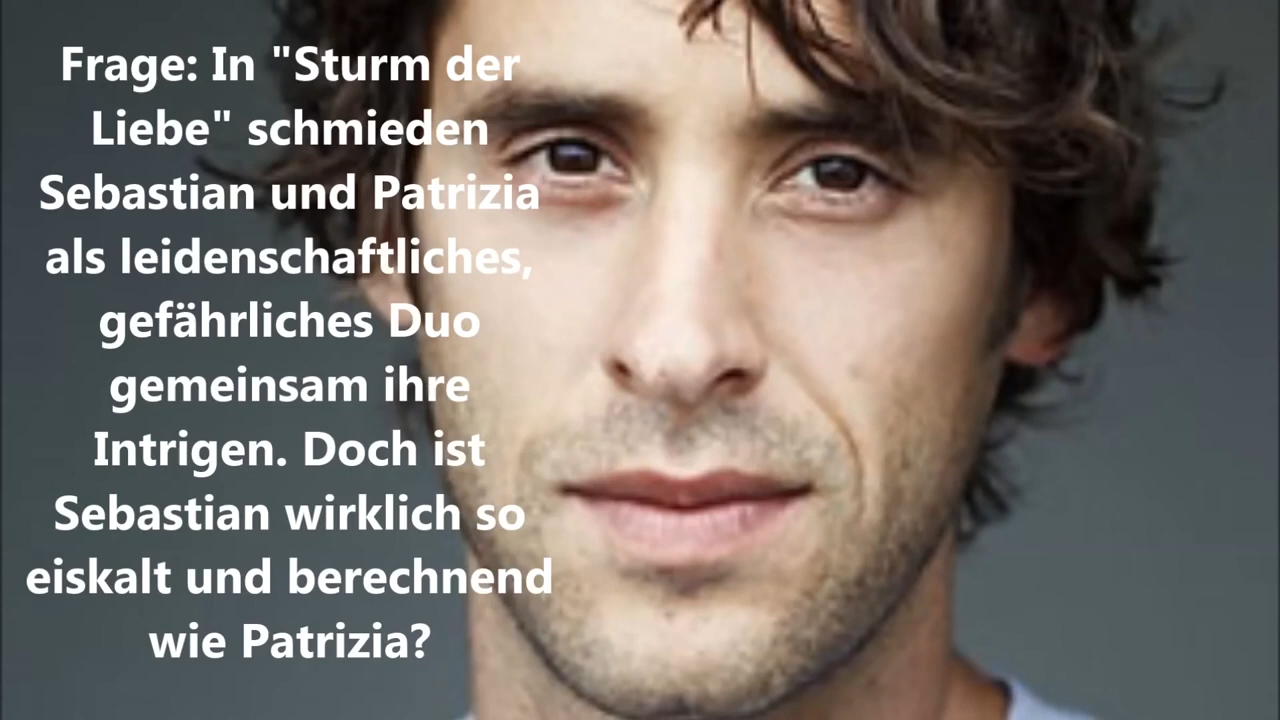 Frage: In "Sturm der
Liebe" schmieden
Sebastian und Patrizia
als leidenschaftliches,
gefährliches Duo
gemeinsam ihre
Intrigen. Doch ist
Sebastian wirklich so
eiskalt und berechnend
wie Patrizia?